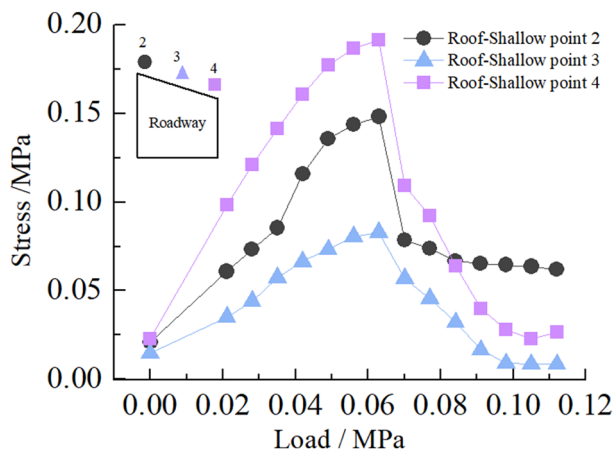 2
3
4
Roadway
Roof-Shallow point 2
Roof-Shallow point 3
Roof-Shallow point 4
0.20
0.15
0.10
0.05
0.00
Stress /MPa
0.00 0.02 0.04 0.06 0.08 0.10 0.12
Load / MPa